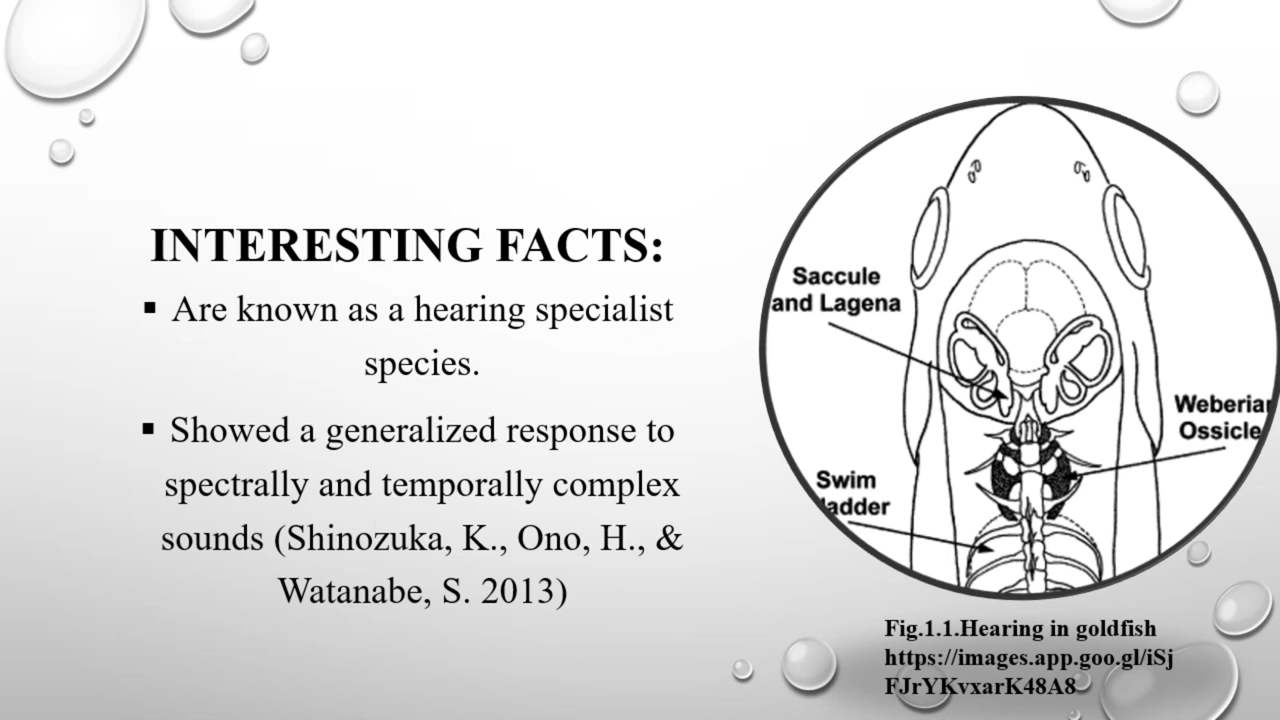 INTERESTING FACTS:
▪ Are known as a hearing specialist
species.
▪ Showed a generalized response to
spectrally and temporally complex
sounds (Shinozuka, K., Ono, H., &
Watanabe, S. 2013)
Saccule
and Lagena
Weberian
Ossicle
Swim
adder
Fig.1.1.Hearing in goldfish
https://images.app.goo.gl/iSj
FJrYKvxarK48A8